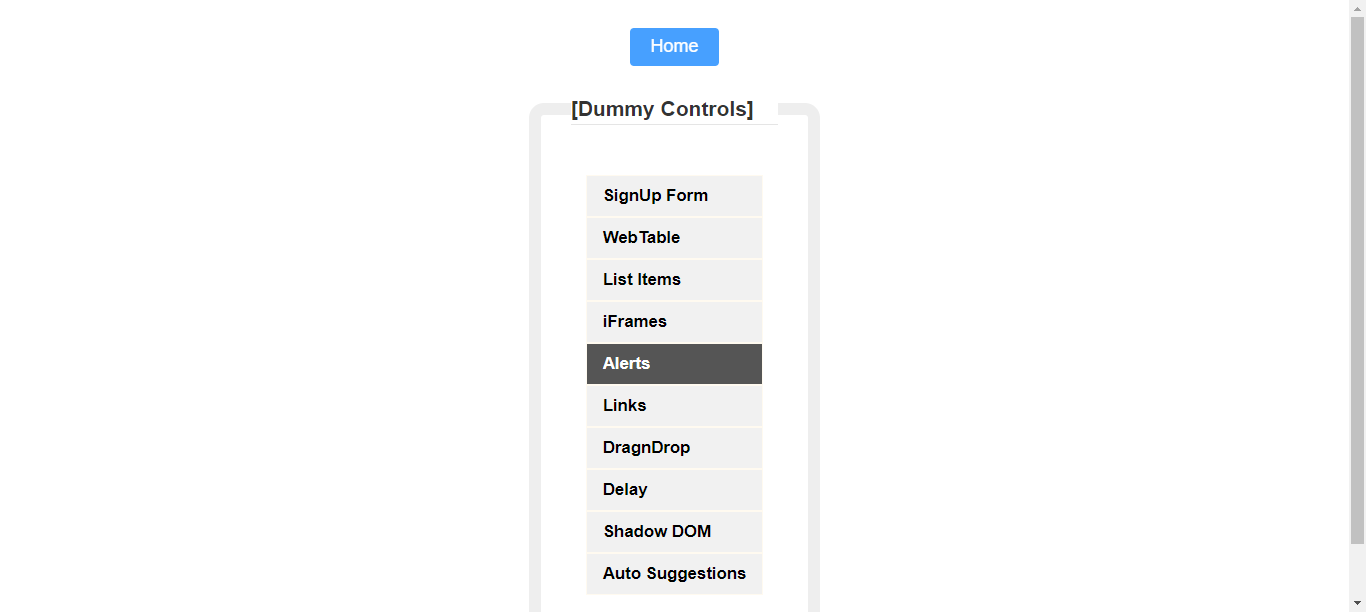 Home
[Dummy Controls]
SignUp Form
WebTable
List Items
iFrames
Alerts
Links
DragnDrop
Delay
Shadow DOM
Auto Suggestions